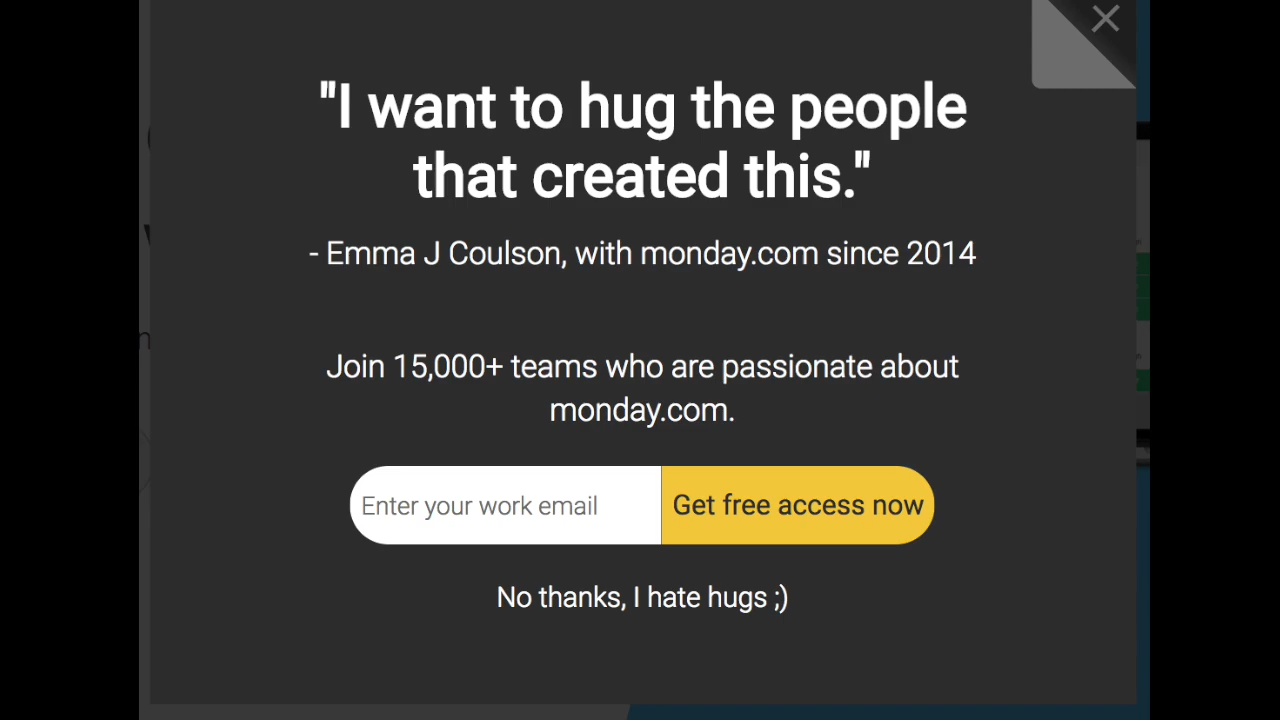 "I want to hug the people
that created this."
- Emma J Coulson, with monday.com since 2014
Join 15,000+ teams who are passionate about
monday.com.
Enter your work email
Get free access now
No thanks, I hate hugs ;)